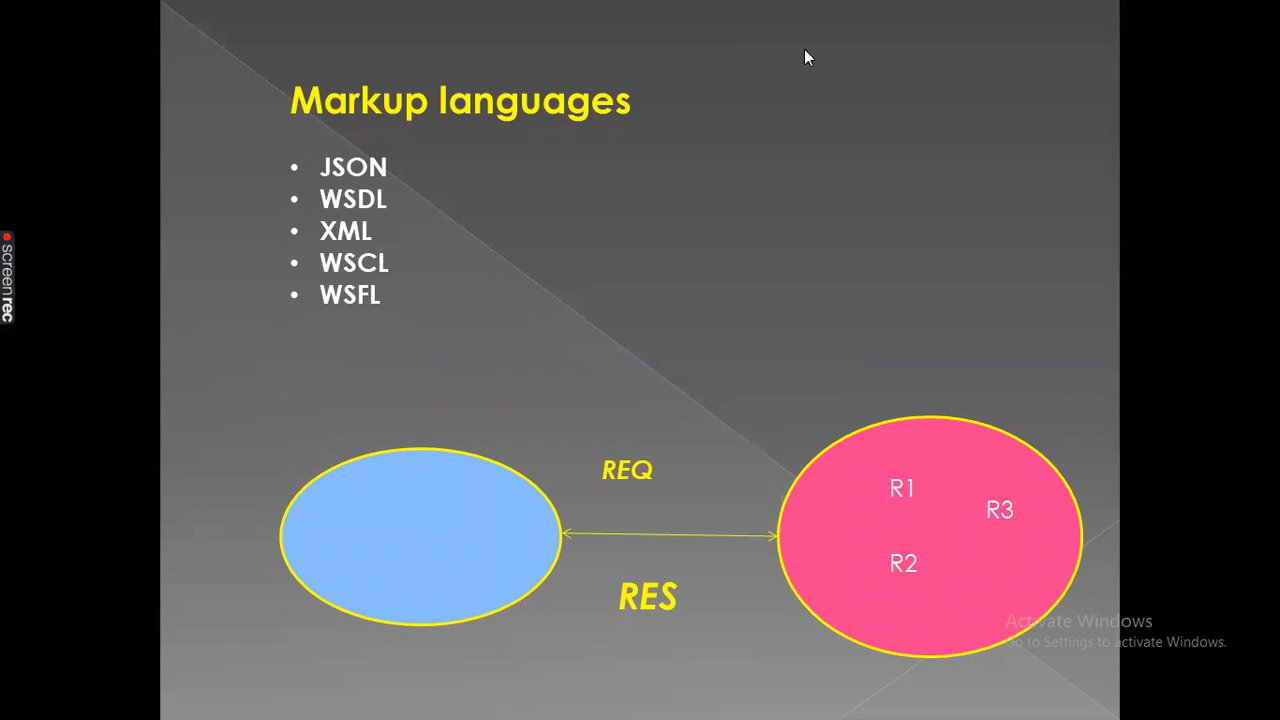 Markup languages
• JSON
• WSDL
• XML
• WSCL
• WSFL
REQ
RES
R1
R3
R2
Activate Windows
Go to Settings to activate Windows.
screenrec